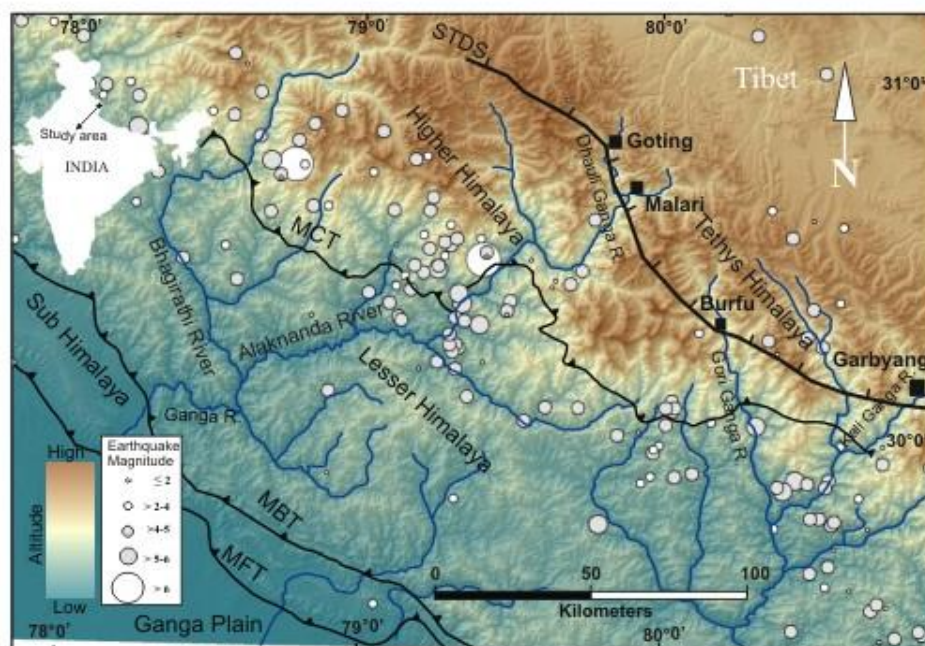 78°0'
79°0'
80°0'
STDS
Tibet
31°0'
Study area
INDIA
Goting
N
Higher Himalaya
Dhauli Ganga R.
Malari
MCT
Tethys Himalaya
Bhagirathi River
Sub Himalaya
Burfu
Alaknanda River
Garbyang
Lesser Himalaya
Gori Ganga R.
Kali Ganga R.
Ganga R.
30°0'
High
Earthquake
Magnitude
≤ 2
> 2-4
>4-5
> 5-6
> 6
Altitude
Low
MBT
MFT
0
50
100
Kilometers
Ganga Plain
78°0'
79°0'
80°0'